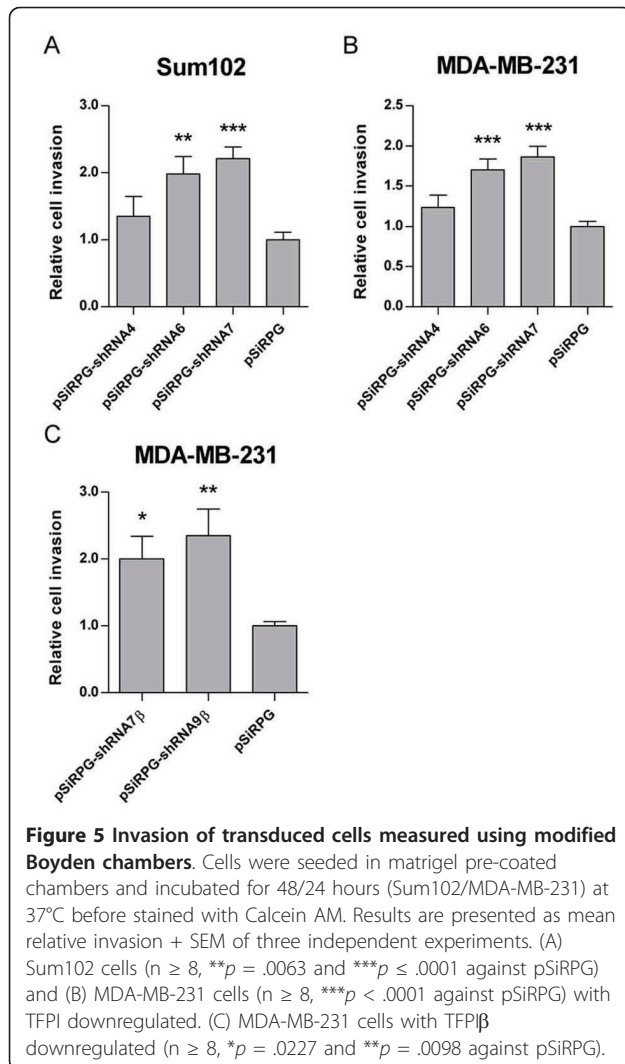 A
Sum102
Relative cell invasion
3.0
2.0
1.0
0.0
**
***
pSiRPG-shRNA4
pSiRPG-shRNA6
pSiRPG-shRNA7
pSiRPG
B
MDA-MB-231
Relative cell invasion
2.5
2.0
1.5
1.0
0.5
0.0
***
***
pSiRPG-shRNA4
pSiRPG-shRNA6
pSiRPG-shRNA7
pSiRPG
C
MDA-MB-231
Relative cell invasion
3.0
2.0
1.0
0.0
*
**
pSiRPG-shRNA7β
pSiRPG-shRNA9β
pSiRPG
Figure 5 Invasion of transduced cells measured using modified
Boyden chambers. Cells were seeded in matrigel pre-coated
chambers and incubated for 48/24 hours (Sum102/MDA-MB-231) at
37°C before stained with Calcein AM. Results are presented as mean
relative invasion + SEM of three independent experiments. (A)
Sum102 cells (n ≥ 8, **p = .0063 and ***p ≤ .0001 against pSiRPG)
and (B) MDA-MB-231 cells (n ≥ 8, ***p < .0001 against pSiRPG) with
TFPI downregulated. (C) MDA-MB-231 cells with TFPIβ
downregulated (n ≥ 8, *p = .0227 and **p = .0098 against pSiRPG).